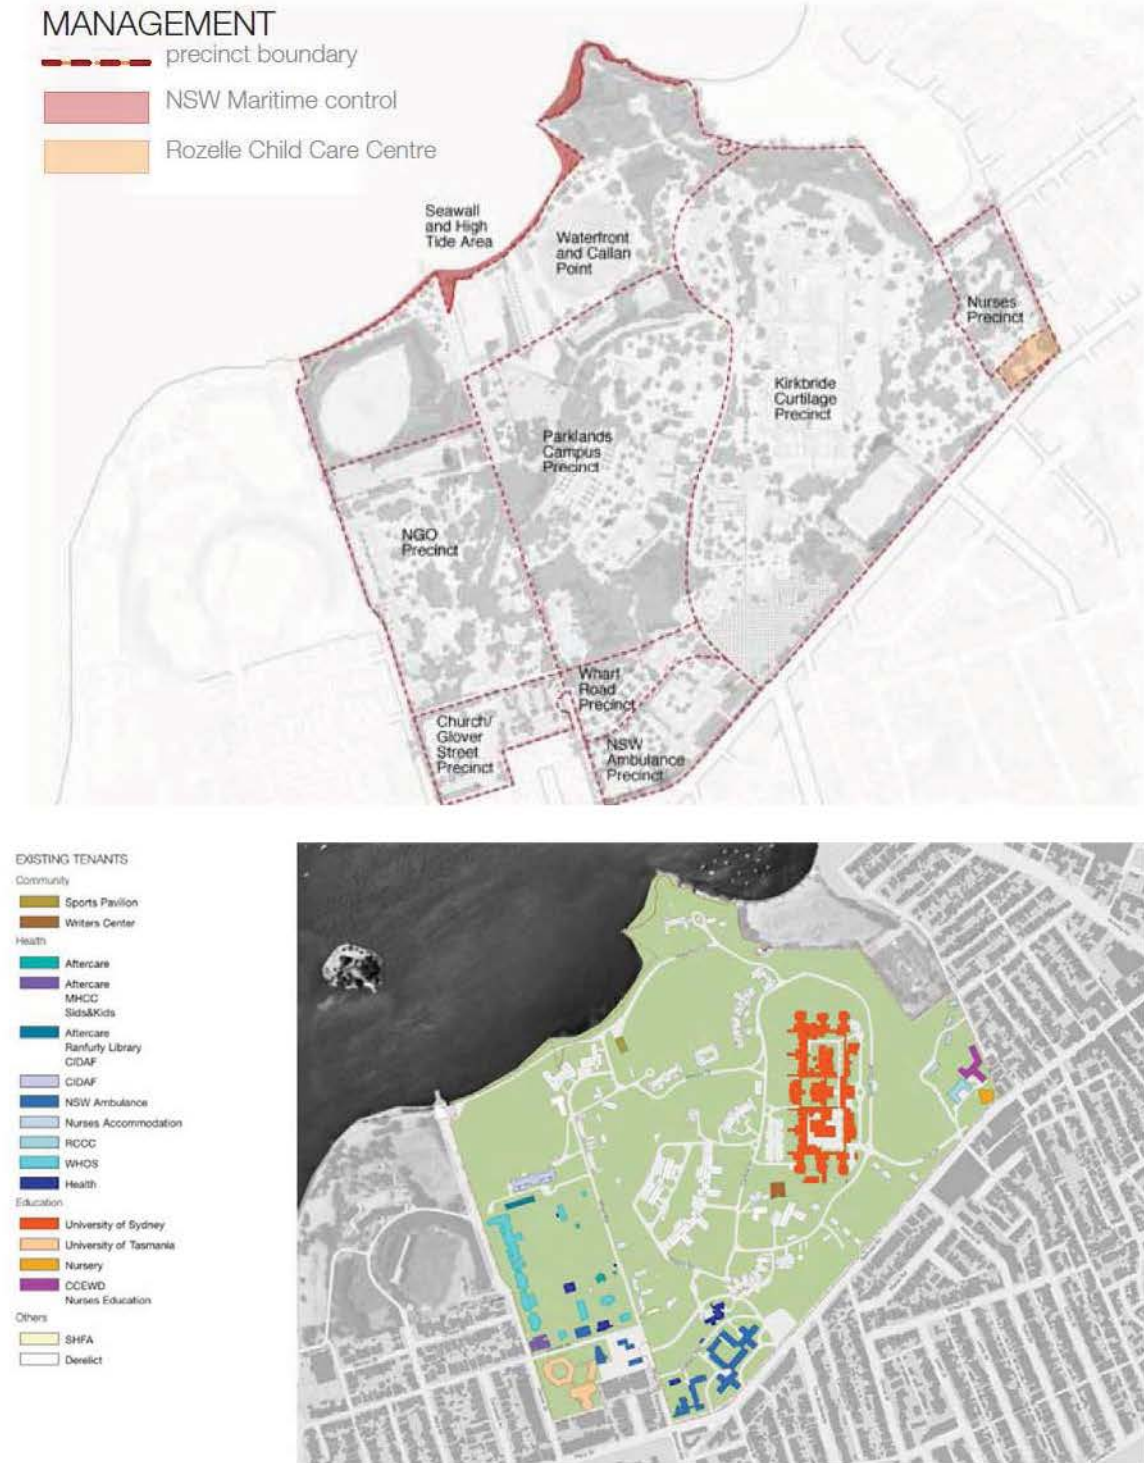 MANAGEMENT
precinct boundary
NSW Maritime control
Rozelle Child Care Centre
Seawall
and High
Tide Area
Waterfront
and Callan
Point
Nurses
Precinct
Kirkbride
Curtilage
Precinct
Parklands
Campus
Precinct
NGO
Precinct
Wharf
Road
Precinct
Church/
Glover
Street
Precinct
NSW
Ambulance
Precinct
EXISTING TENANTS
Community
Sports Pavilion
Writers Center
Health
Aftercare
Aftercare
MHCC
Sids&Kids
Aftercare
Ranfurly Library
CIDAF
CIDAF
NSW Ambulance
Nurses Accommodation
RCCC
WHOS
Health
Education
University of Sydney
University of Tasmania
Nursery
CCEWD
Nurses Education
Others
SHFA
Derelict